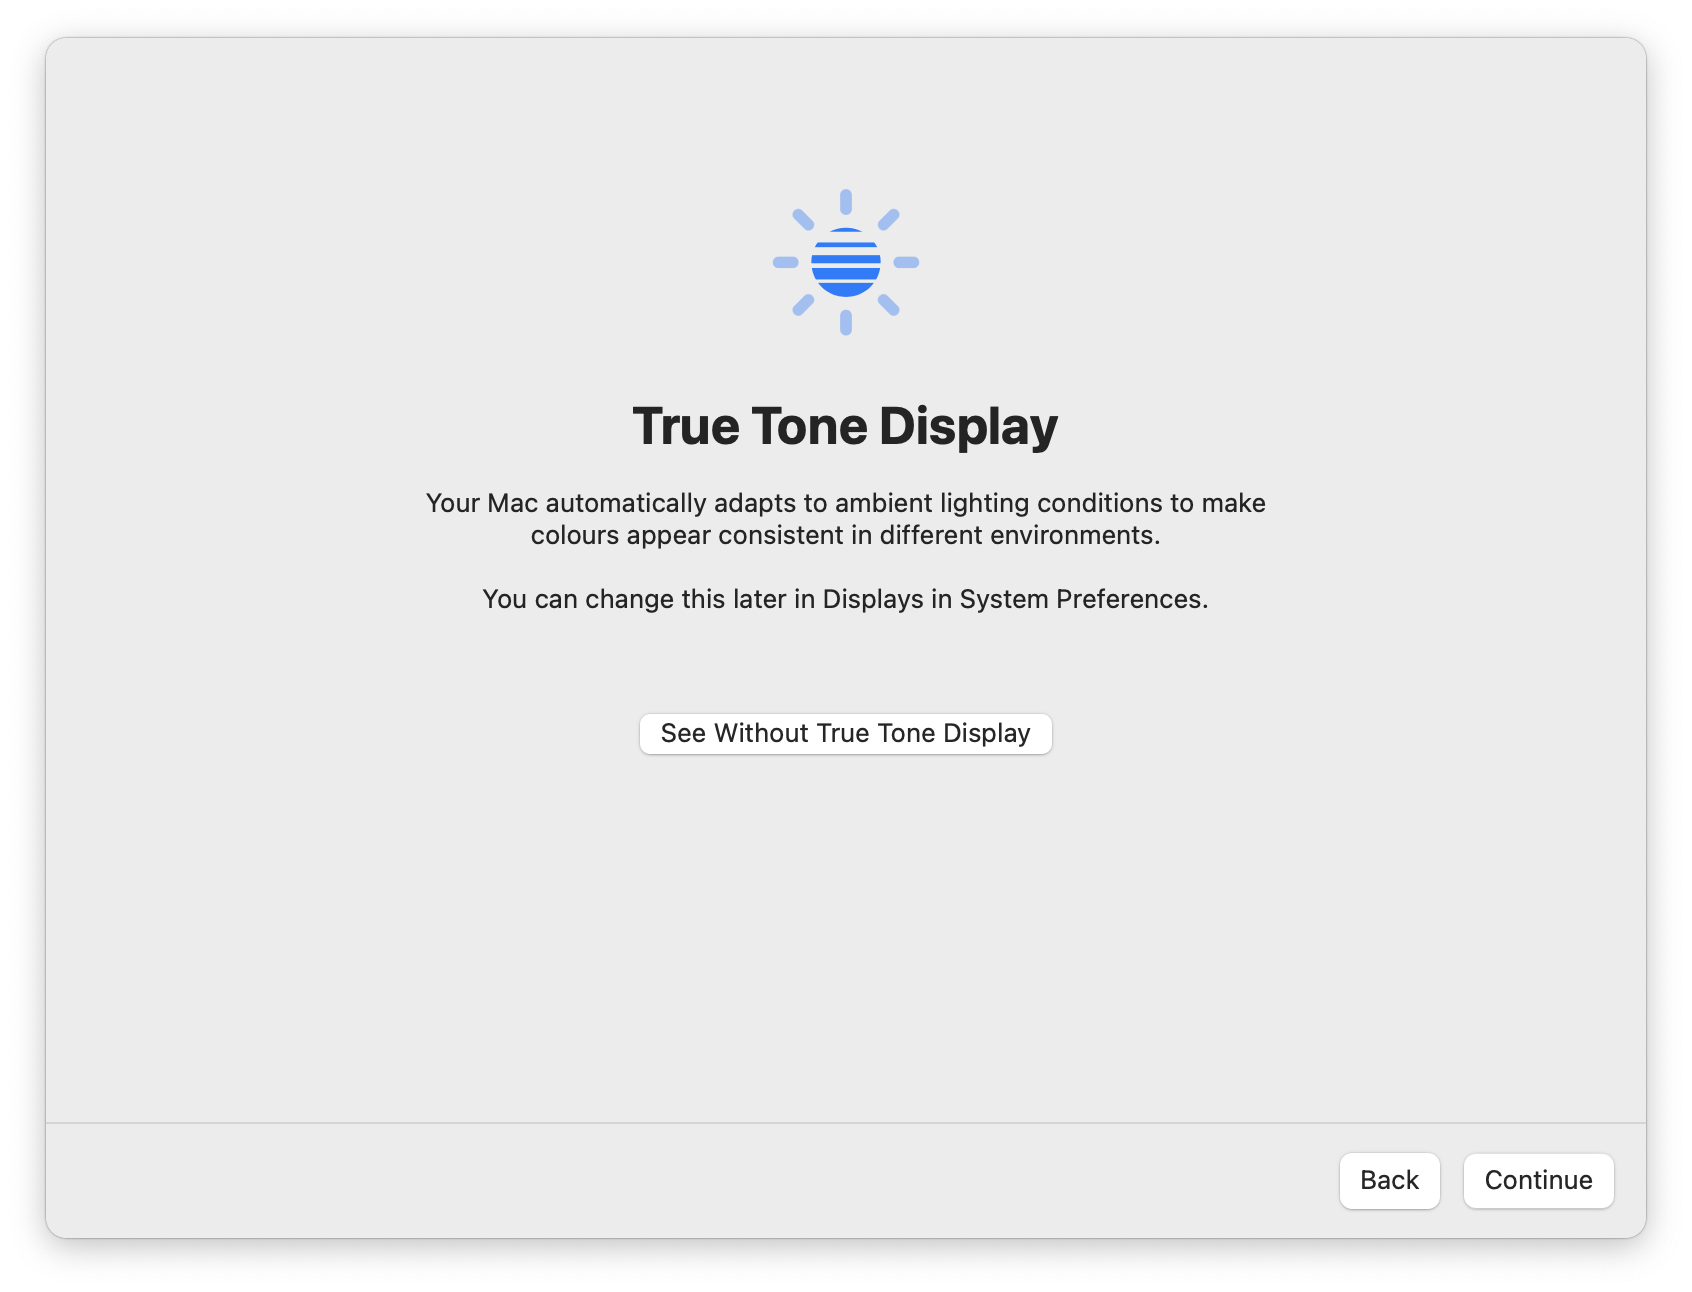 True Tone Display
Your Mac automatically adapts to ambient lighting conditions to make
colours appear consistent in different environments.
You can change this later in Displays in System Preferences.
See Without True Tone Display
Back
Continue